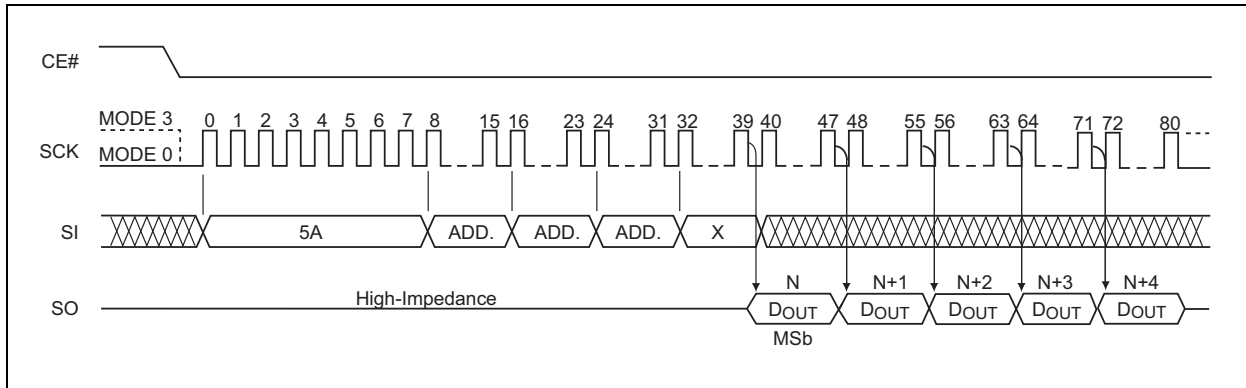 CE#
MODE 3
0 1 2 3 4 5 6 7 8 15 16 23 24 31 32 39 40 47 48 55 56 63 64 71 72 80
SCK
MODE 0
SI
5A ADD. ADD. ADD. X
N N+1 N+2 N+3 N+4
High-Impedance
SO
DOUT DOUT DOUT DOUT DOUT
MSb